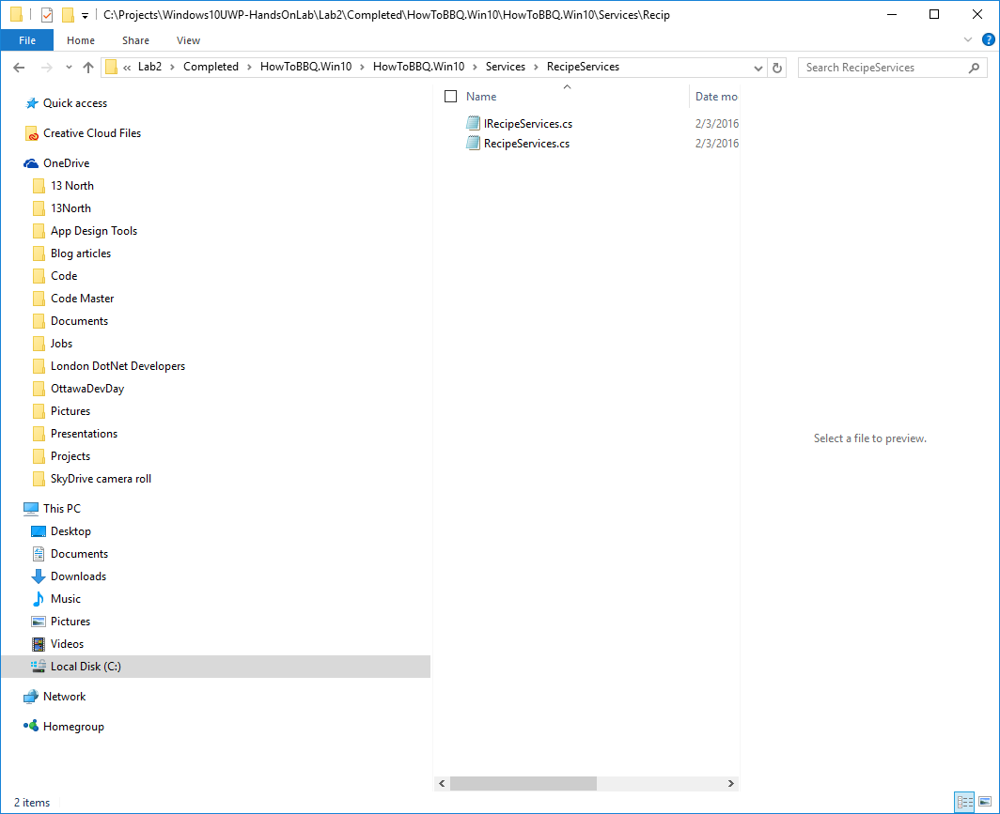 C:\Projects\Windows10UWP-HandsOnLab\Lab2\Completed\HowToBBQ.Win10\HowToBBQ.Win10\Services\Recip
File Home Share View
« Lab2 Completed HowToBBQ.Win10 HowToBBQ.Win10 Services RecipeServices
Search RecipeServices
Quick access
Creative Cloud Files
OneDrive
13 North
13North
App Design Tools
Blog articles
Code
Code Master
Documents
Jobs
London DotNet Developers
OttawaDevDay
Pictures
Presentations
Projects
SkyDrive camera roll
This PC
Desktop
Documents
Downloads
Music
Pictures
Videos
Local Disk (C:)
Network
Homegroup
Name Date mo
IRecipeServices.cs 2/3/2016
RecipeServices.cs 2/3/2016
Select a file to preview.
2 items